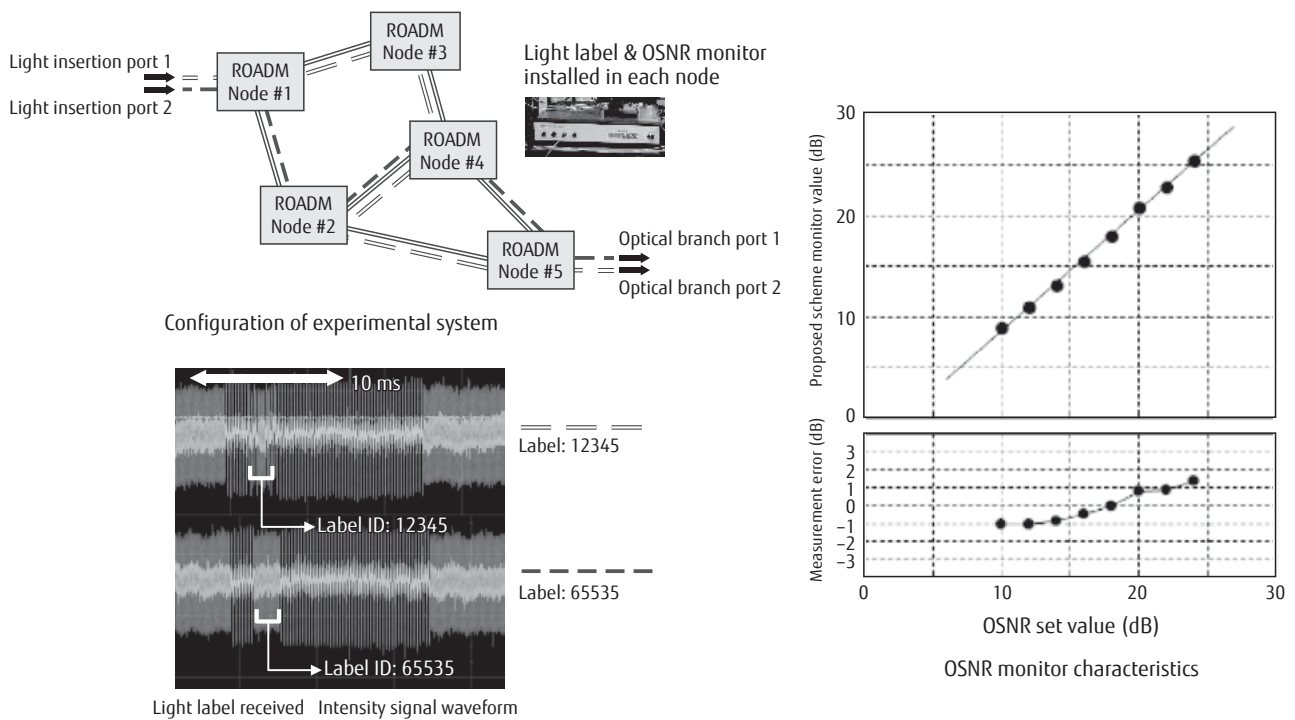 Light insertion port 1
Light insertion port 2
ROADM
Node #1
ROADM
Node #3
ROADM
Node #4
ROADM
Node #2
ROADM
Node #5
Light label & OSNR monitor
installed in each node
Optical branch port 1
Optical branch port 2
Configuration of experimental system
10 ms
Label ID: 12345
Label: 12345
Label ID: 65535
Label: 65535
Light label received Intensity signal waveform
Proposed scheme monitor value (dB)
30
20
10
0
Measurement error (dB)
3
2
1
0
−1
−2
−3
0 10 20 30
OSNR set value (dB)
OSNR monitor characteristics